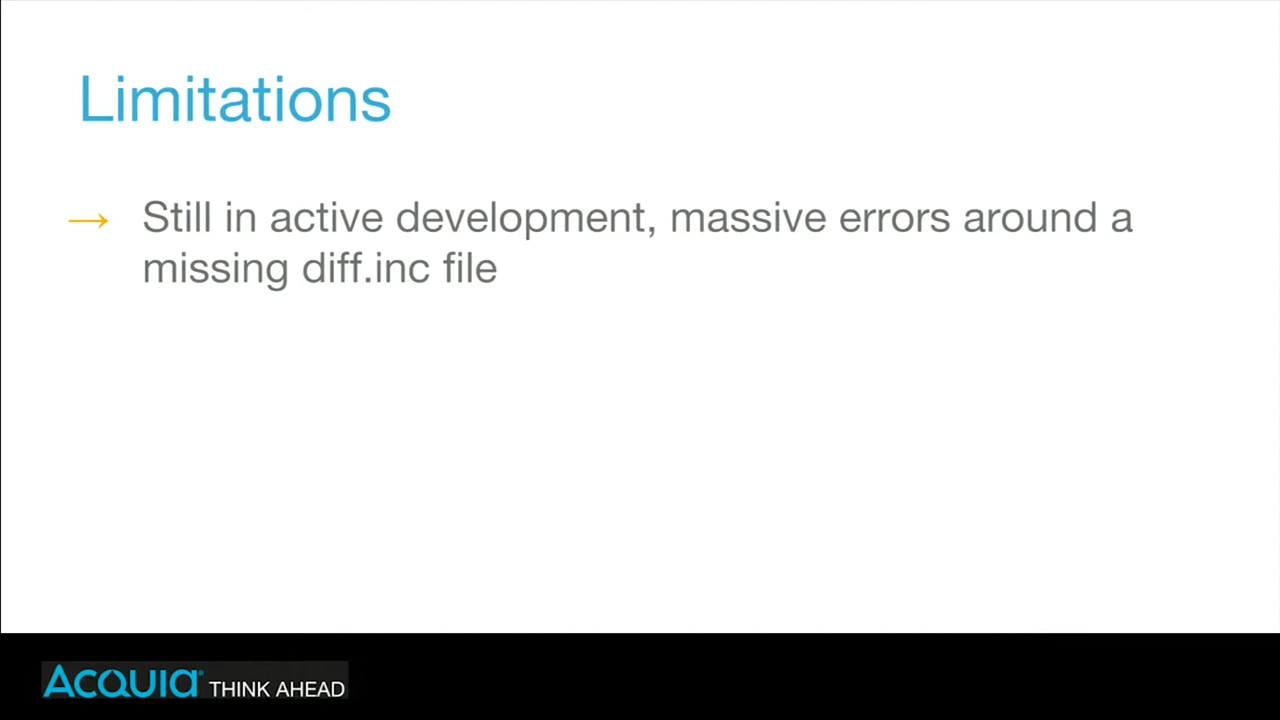 Limitations
→ Still in active development, massive errors around a
missing diff.inc file
ACQUIA® THINK AHEAD